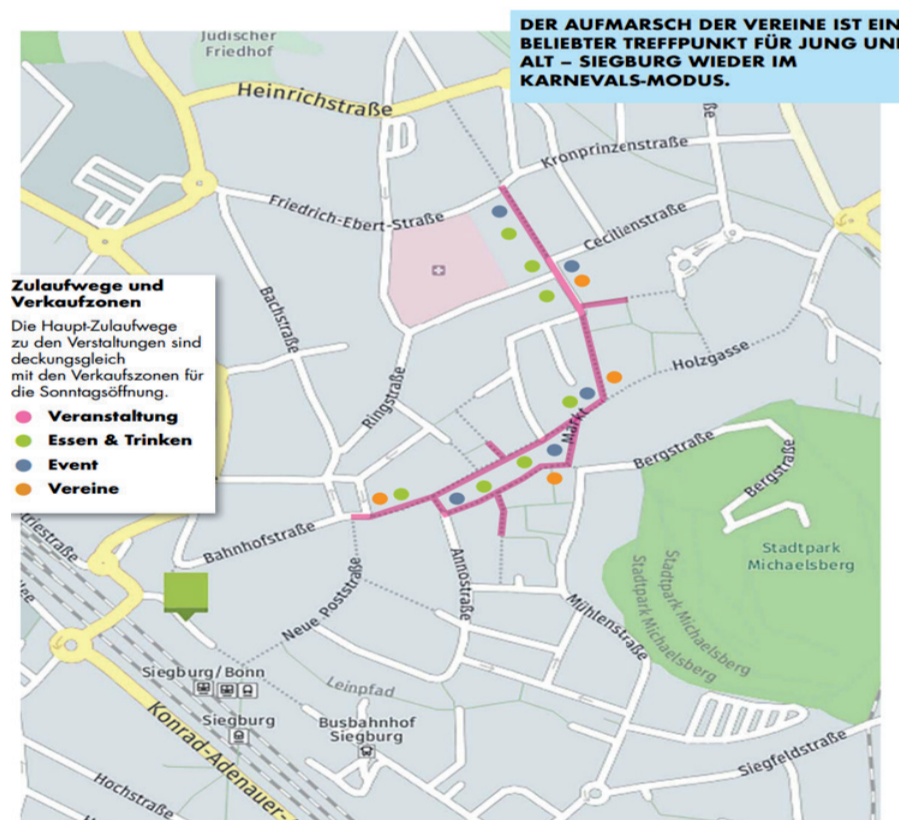 DER AUFMARSCH DER VEREINE IST EIN
BELIEBTER TREFFPUNKT FÜR JUNG UND
ALT – SIEGBURG WIEDER IM
KARNEVALS-MODUS.
Jüdischer
Friedhof
Heinrichstraße
Kronprinzenstraße
Friedrich-Ebert-Straße
Cecilienstraße
Zulaufwege und
Verkaufzonen
Die Haupt-Zulaufwege
zu den Verstaltungen sind
deckungsgleich
mit den Verkaufszonen für
die Sonntagsöffnung.
Veranstaltung
Essen & Trinken
Event
Vereine
Bachstraße
Ringstraße
Holzgasse
Markt
Bergstraße
Bergstraße
Stadtpark
Michaelsberg
Stadtpark Michaelsberg
Stadtpark Michaelsberg
Bahnhofstraße
Neue Poststraße
Annostraße
Mühlenstraße
Siegburg/Bonn
Leinpfad
Siegburg
Busbahnhof
Siegburg
Konrad-Adenauer-
Siegfeldstraße
Hochstraße